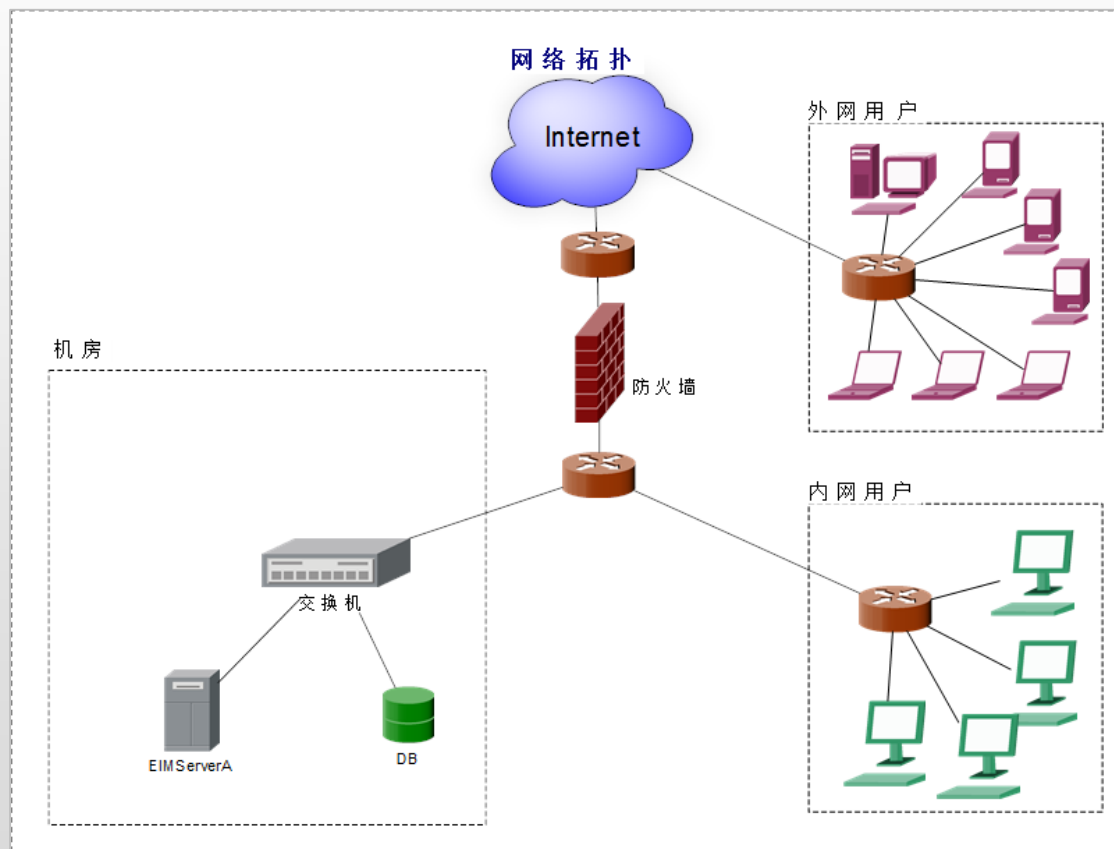 网络拓扑
Internet
外网用户
机房
防火墙
内网用户
交换机
EIMServerA
DB